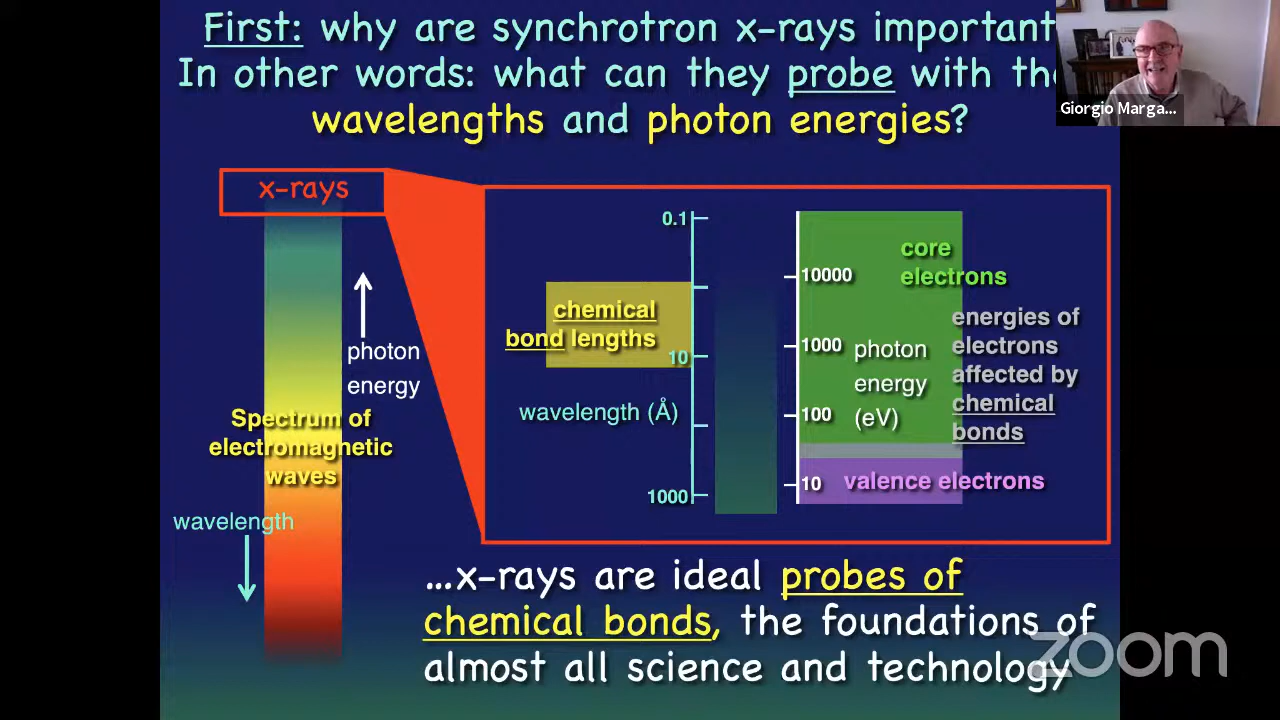 First: why are synchrotron x-rays important
In other words: what can they probe with the
wavelengths and photon energies?
Giorgio Marga...
x-rays
photon
energy
Spectrum of
electromagnetic
waves
wavelength
0.1
10
1000
chemical
bond lengths
wavelength (Å)
10000
1000
100
10
photon
energy
(eV)
core
electrons
energies of
electrons
affected by
chemical
bonds
valence electrons
...x-rays are ideal probes of
chemical bonds, the foundations of
almost all science and technology
zoom